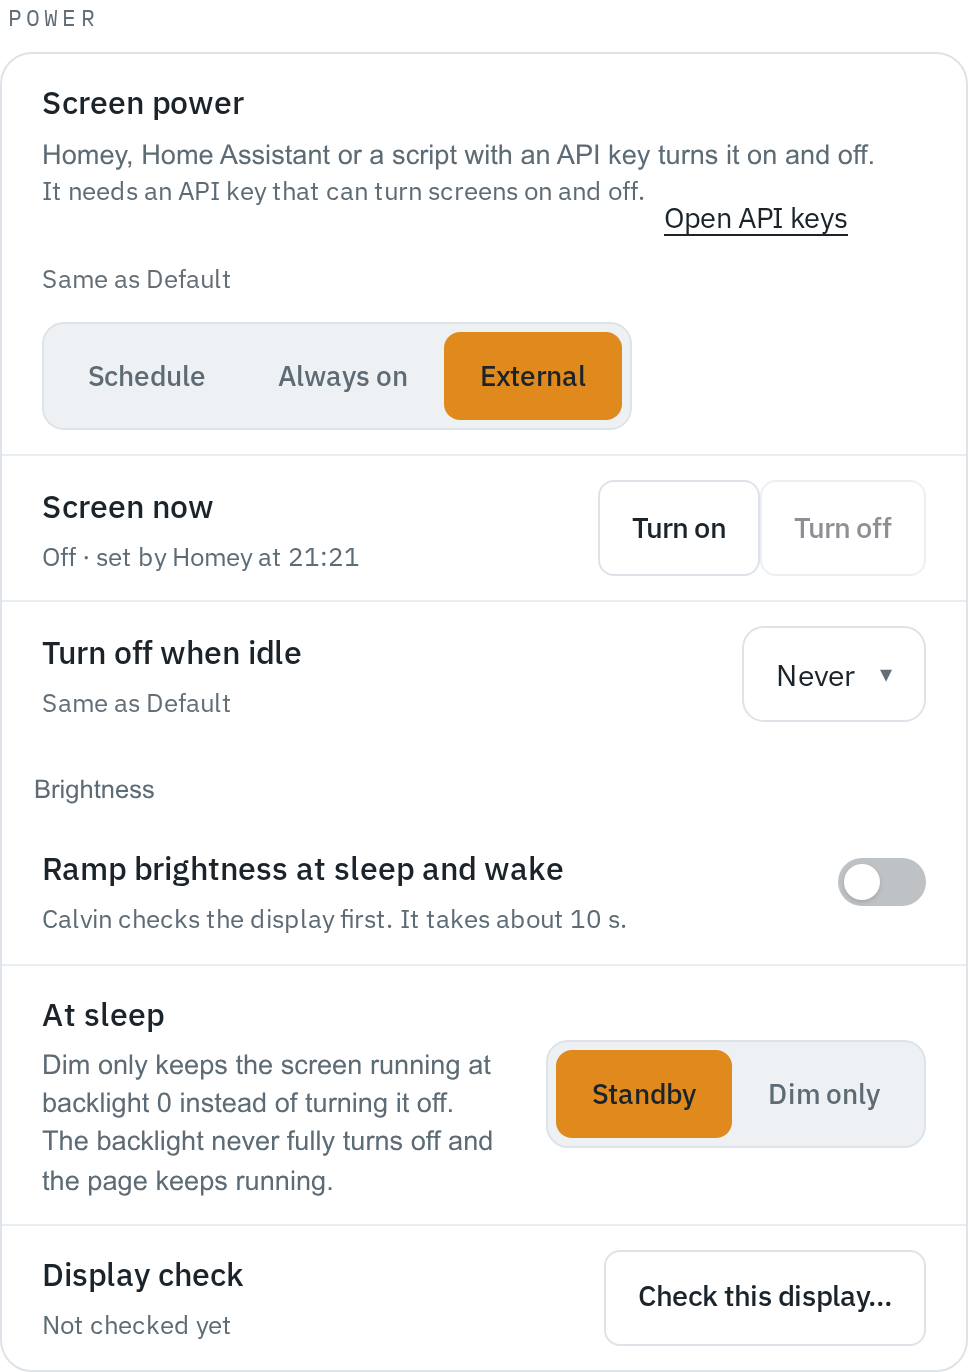 POWER
Screen power
Homey, Home Assistant or a script with an API key turns it on and off.
It needs an API key that can turn screens on and off.
Open API keys
Same as Default
Schedule Always on External
Screen now
Off · set by Homey at 21:21
Turn on Turn off
Turn off when idle
Same as Default
Never ▼
Brightness
Ramp brightness at sleep and wake
Calvin checks the display first. It takes about 10 s.
At sleep
Dim only keeps the screen running at
backlight 0 instead of turning it off.
The backlight never fully turns off and
the page keeps running.
Standby Dim only
Display check
Not checked yet
Check this display...